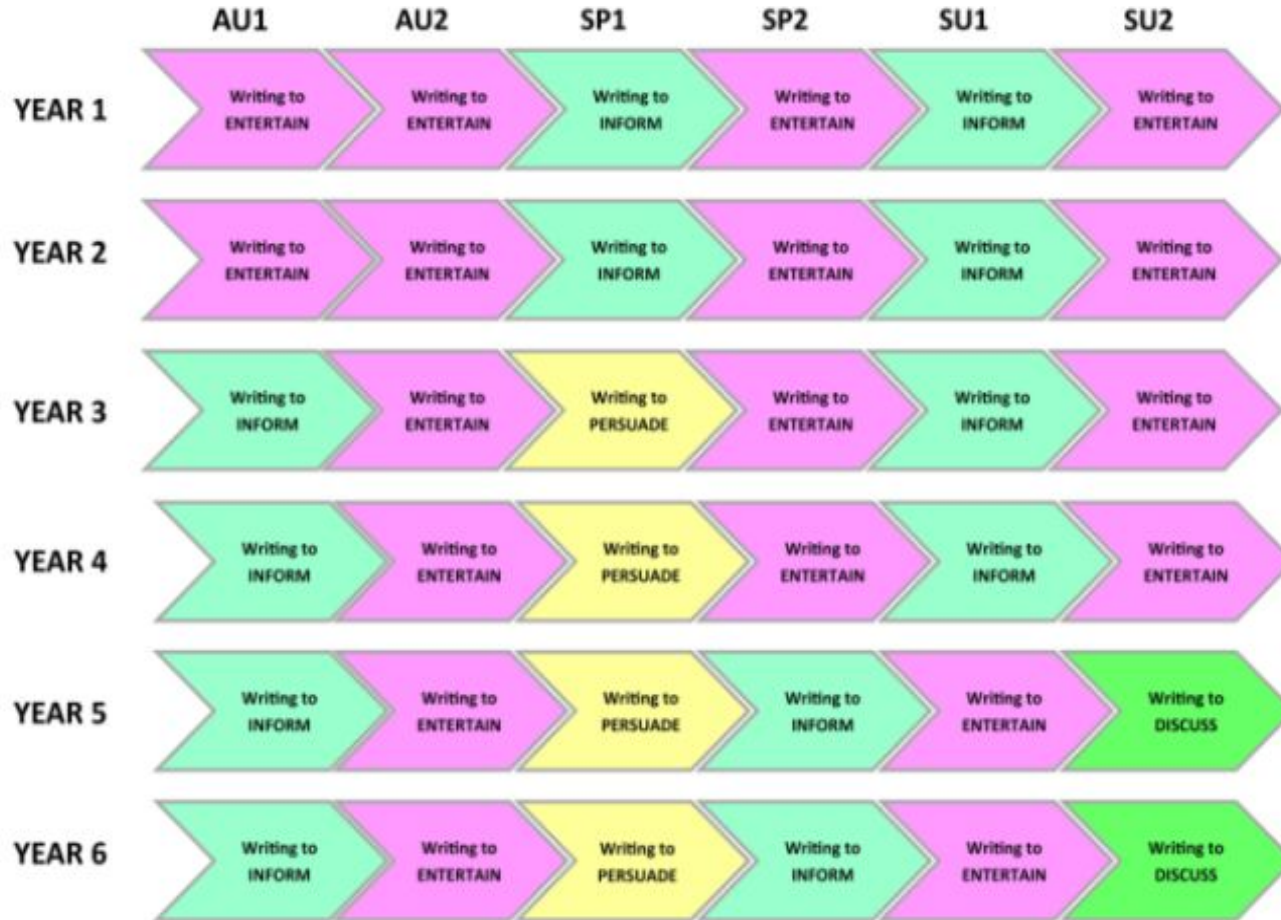 AU1 AU2 SP1 SP2 SU1 SU2
YEAR 1
Writing to Writing to Writing to Writing to Writing to Writing to
ENTERTAIN ENTERTAIN INFORM ENTERTAIN INFORM ENTERTAIN
YEAR 2
Writing to Writing to Writing to Writing to Writing to Writing to
ENTERTAIN ENTERTAIN INFORM ENTERTAIN INFORM ENTERTAIN
YEAR 3
Writing to Writing to Writing to Writing to Writing to Writing to
INFORM ENTERTAIN PERSUADE ENTERTAIN INFORM ENTERTAIN
YEAR 4
Writing to Writing to Writing to Writing to Writing to Writing to
INFORM ENTERTAIN PERSUADE ENTERTAIN INFORM ENTERTAIN
YEAR 5
Writing to Writing to Writing to Writing to Writing to Writing to
INFORM ENTERTAIN PERSUADE INFORM ENTERTAIN DISCUSS
YEAR 6
Writing to Writing to Writing to Writing to Writing to Writing to
INFORM ENTERTAIN PERSUADE INFORM ENTERTAIN DISCUSS